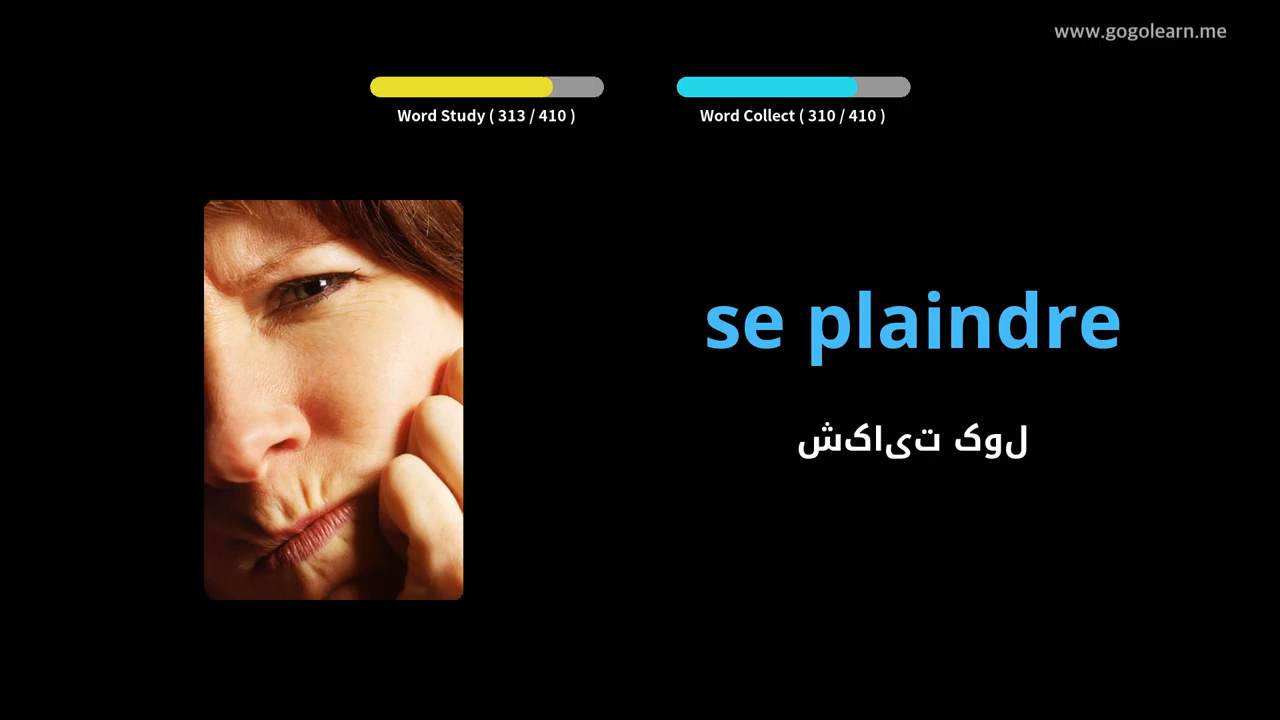 www.gogolearn.me
Word Study ( 313 / 410 )
Word Collect ( 310 / 410 )
se plaindre
شکایت کول